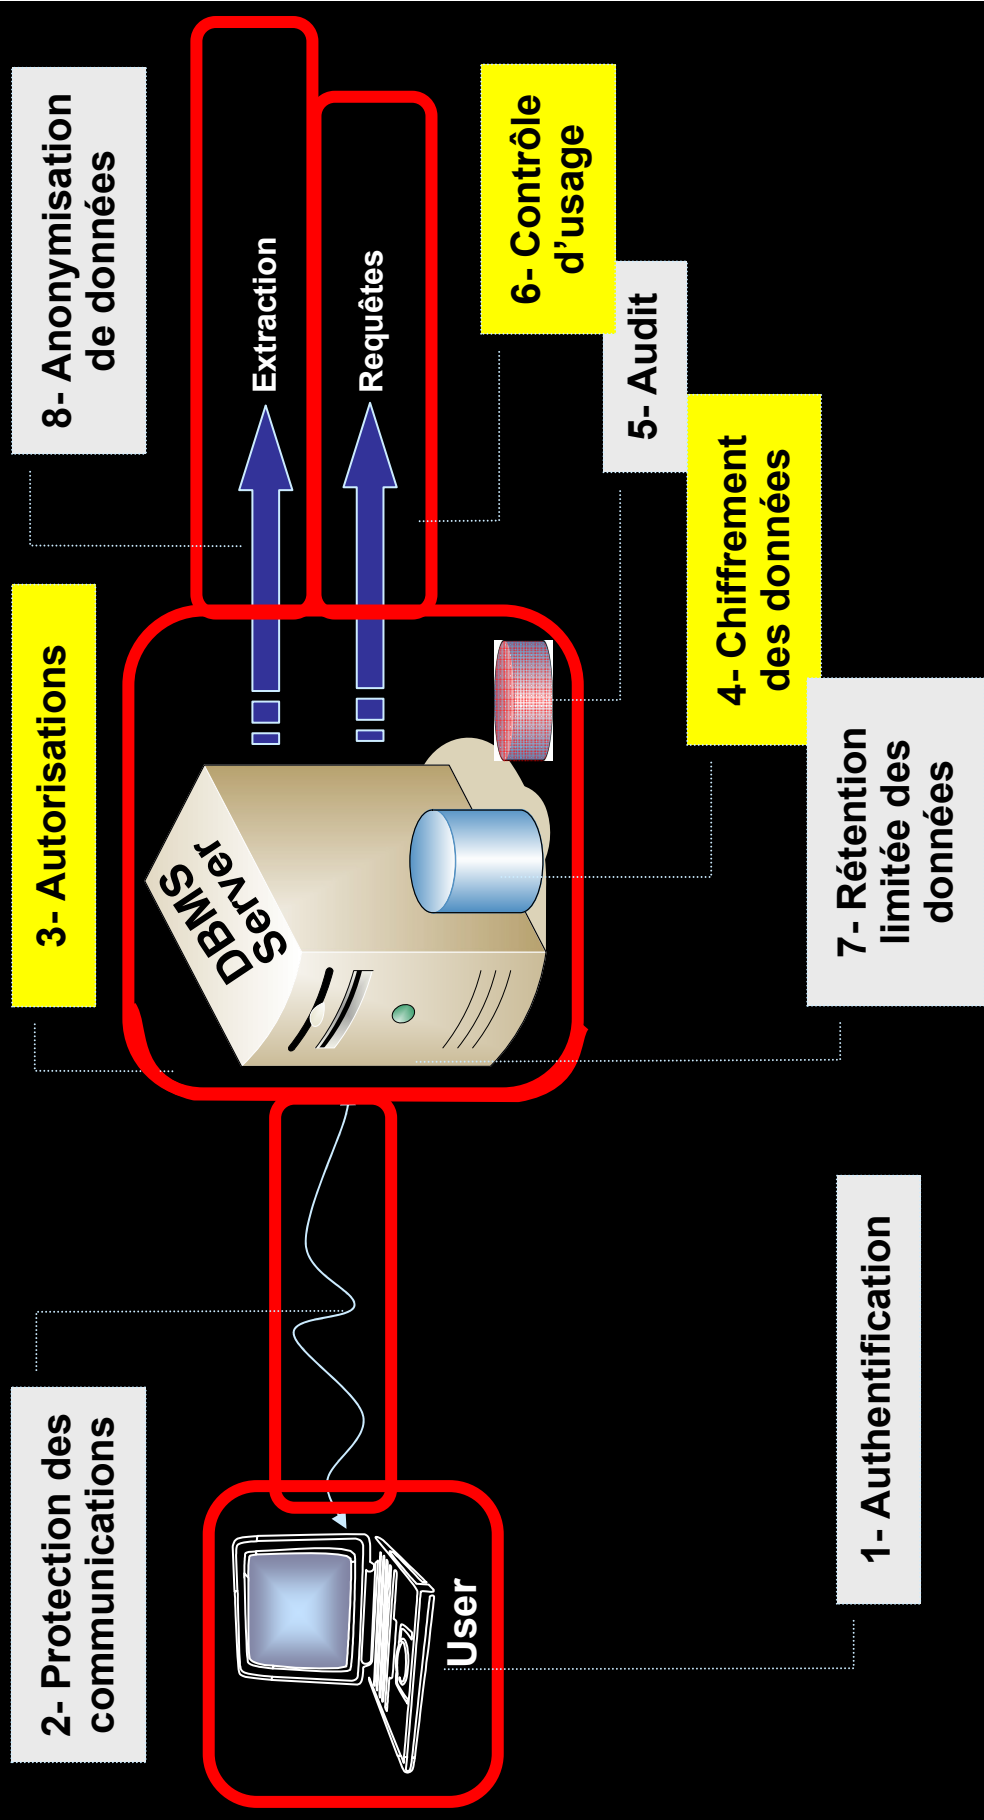 2- Protection des
communications
3- Autorisations
8- Anonymisation
de données
DBMS
Server
Extraction
Requêtes
User
6- Contrôle
d’usage
5- Audit
4- Chiffrement
des données
7- Rétention
limitée des
données
1- Authentification